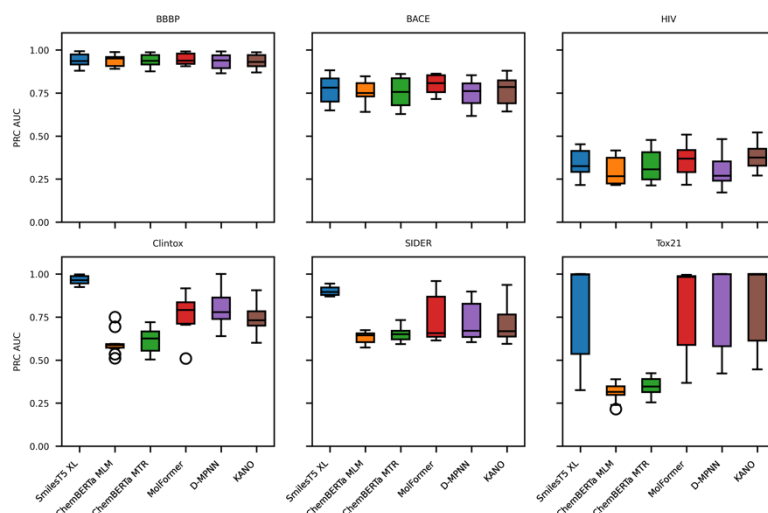 BBBP
BACE
HIV
PRC AUC
1.00
0.75
0.50
0.25
0.00
Clintox
SIDER
Tox21
PRC AUC
1.00
0.75
0.50
0.25
0.00
SmilesT5 XL
ChemBERTa MLM
ChemBERTa MTR
MolFormer
D-MPNN
KANO
SmilesT5 XL
ChemBERTa MLM
ChemBERTa MTR
MolFormer
D-MPNN
KANO
SmilesT5 XL
ChemBERTa MLM
ChemBERTa MTR
MolFormer
D-MPNN
KANO